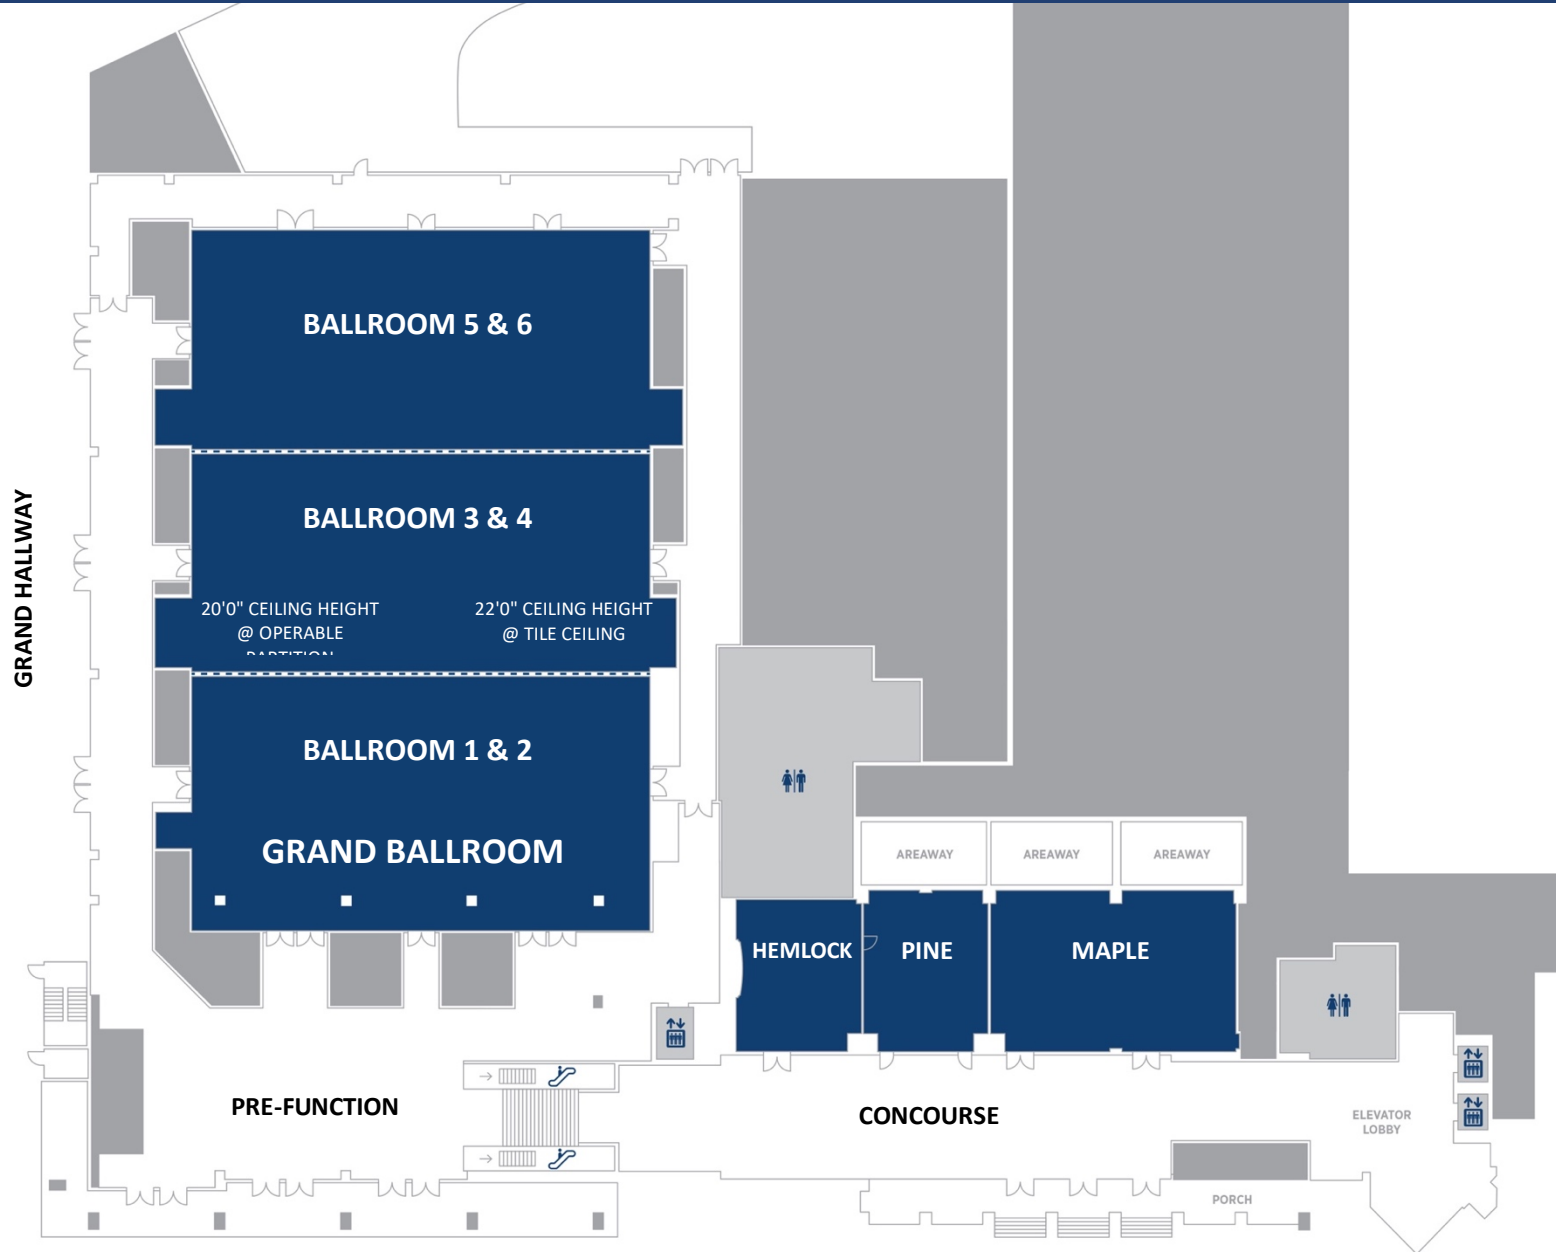 BALLROOM 5 & 6
GRAND HALLWAY
BALLROOM 3 & 4
20'0" CEILING HEIGHT
@ OPERABLE
PARTITION
22'0" CEILING HEIGHT
@ TILE CEILING
BALLROOM 1 & 2
GRAND BALLROOM
AREAWAY
AREAWAY
AREAWAY
HEMLOCK
PINE
MAPLE
PRE-FUNCTION
CONCOURSE
ELEVATOR
LOBBY
PORCH